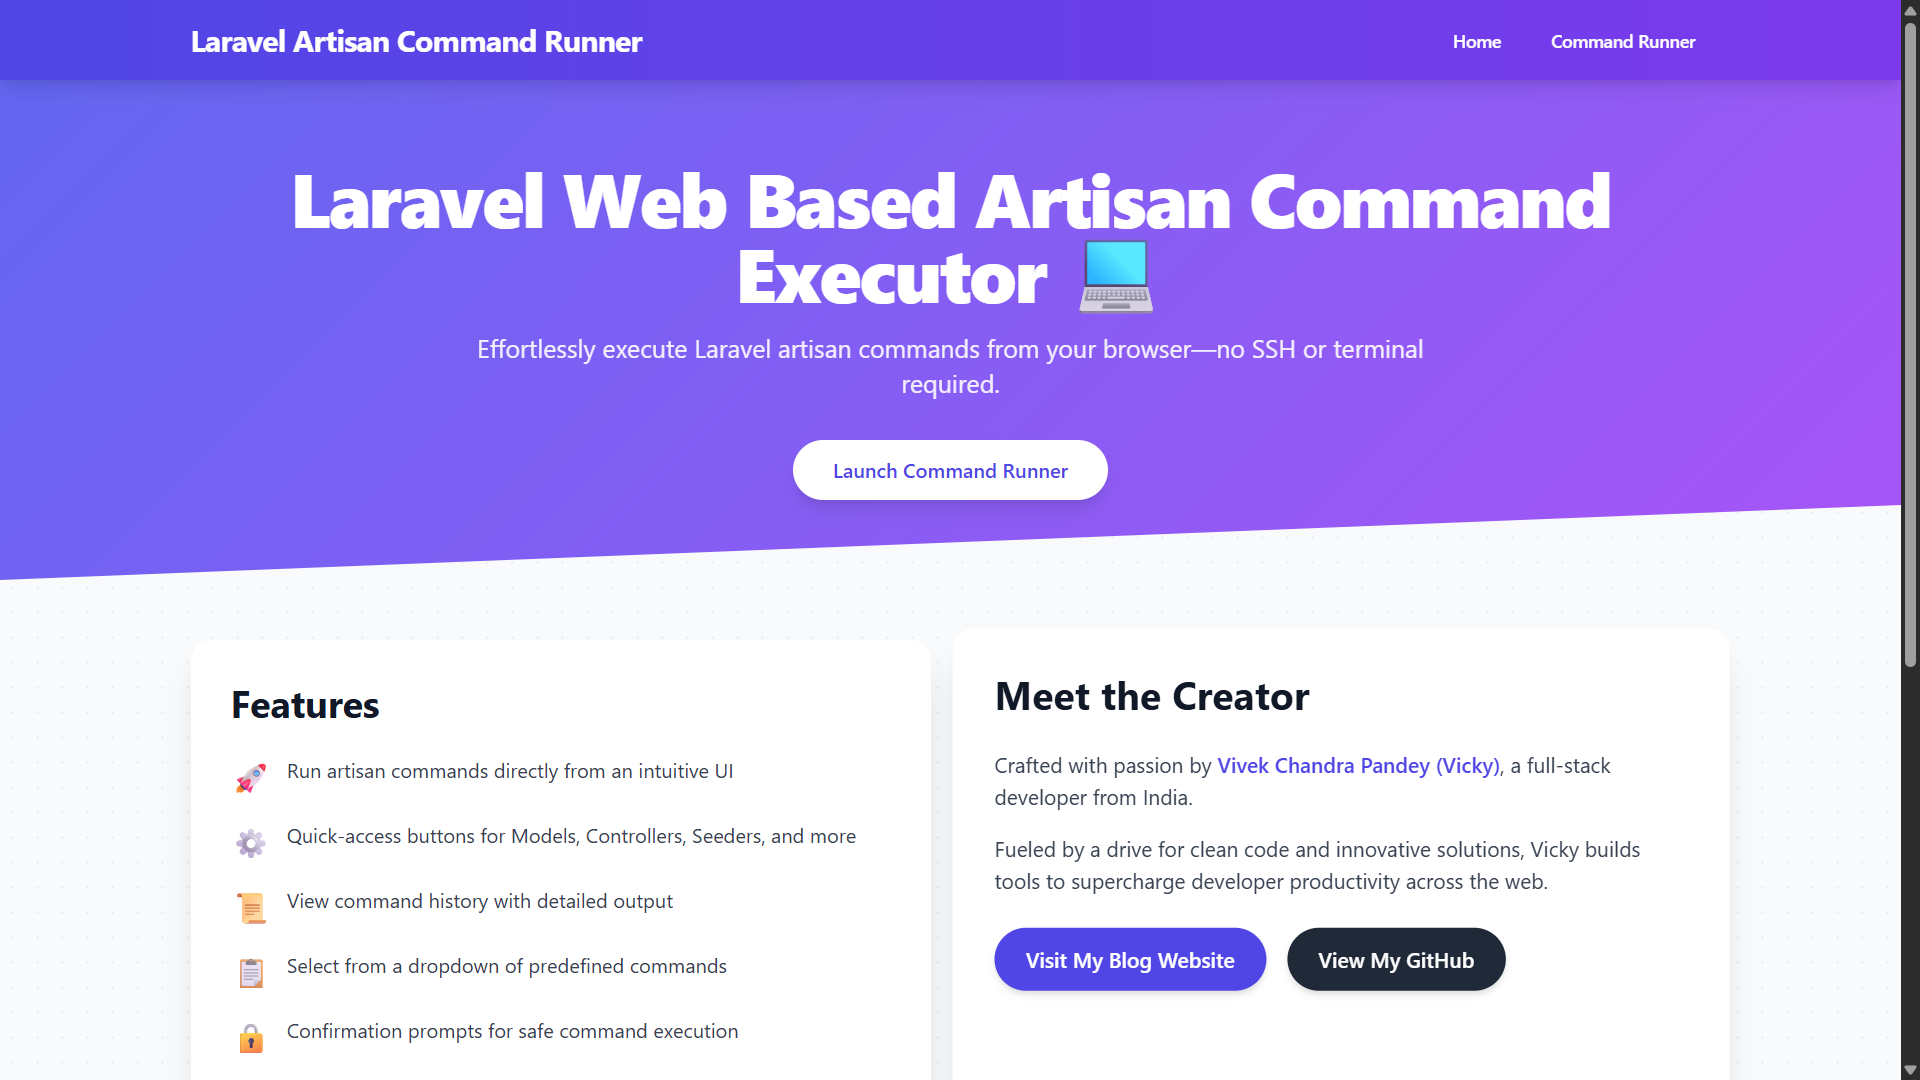 Laravel Artisan Command Runner
Home
Command Runner
Laravel Web Based Artisan Command
Executor 💻
Effortlessly execute Laravel artisan commands from your browser—no SSH or terminal
required.
Launch Command Runner
Features
Run artisan commands directly from an intuitive UI
Quick-access buttons for Models, Controllers, Seeders, and more
View command history with detailed output
Select from a dropdown of predefined commands
Confirmation prompts for safe command execution
Meet the Creator
Crafted with passion by Vivek Chandra Pandey (Vicky), a full-stack
developer from India.
Fueled by a drive for clean code and innovative solutions, Vicky builds
tools to supercharge developer productivity across the web.
Visit My Blog Website
View My GitHub